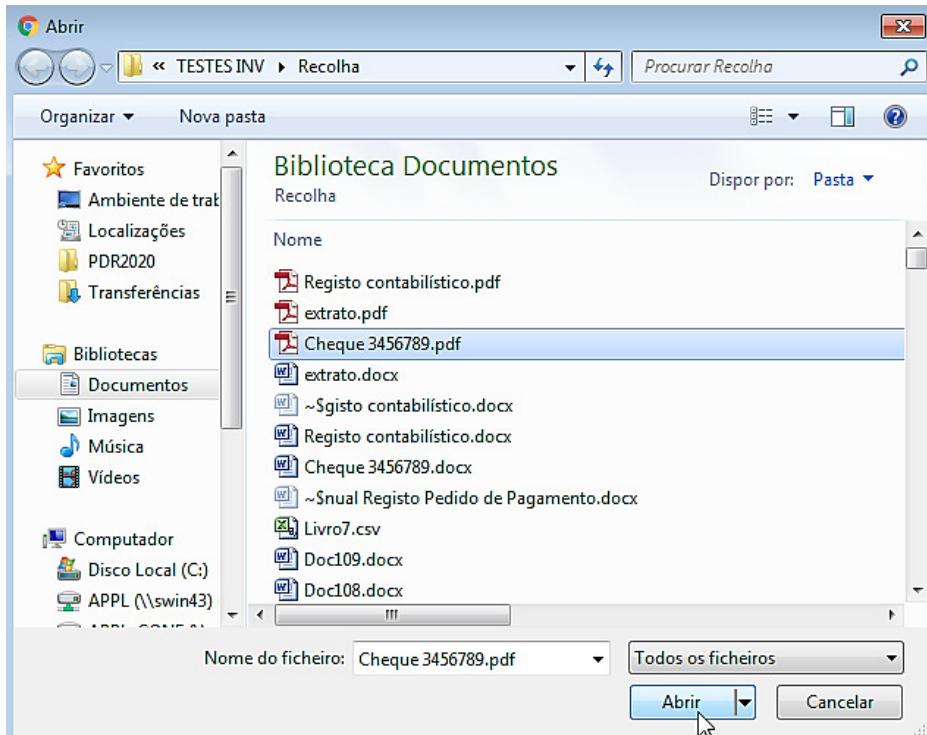 Abrir
« TESTES INV ▸ Recolha
Procurar Recolha
Organizar
Nova pasta
Favoritos
Ambiente de trat
Localizações
PDR2020
Transferências
Bibliotecas
Documentos
Imagens
Música
Vídeos
Computador
Disco Local (C:)
APPL (\\swin43)
Biblioteca Documentos
Recolha
Dispor por: Pasta
Nome
Registo contabilístico.pdf
extrato.pdf
Cheque 3456789.pdf
extrato.docx
~$gisto contabilístico.docx
Registo contabilístico.docx
Cheque 3456789.docx
~$nual Registo Pedido de Pagamento.docx
Livro7.csv
Doc109.docx
Doc108.docx
Nome do ficheiro: Cheque 3456789.pdf
Todos os ficheiros
Abrir
Cancelar